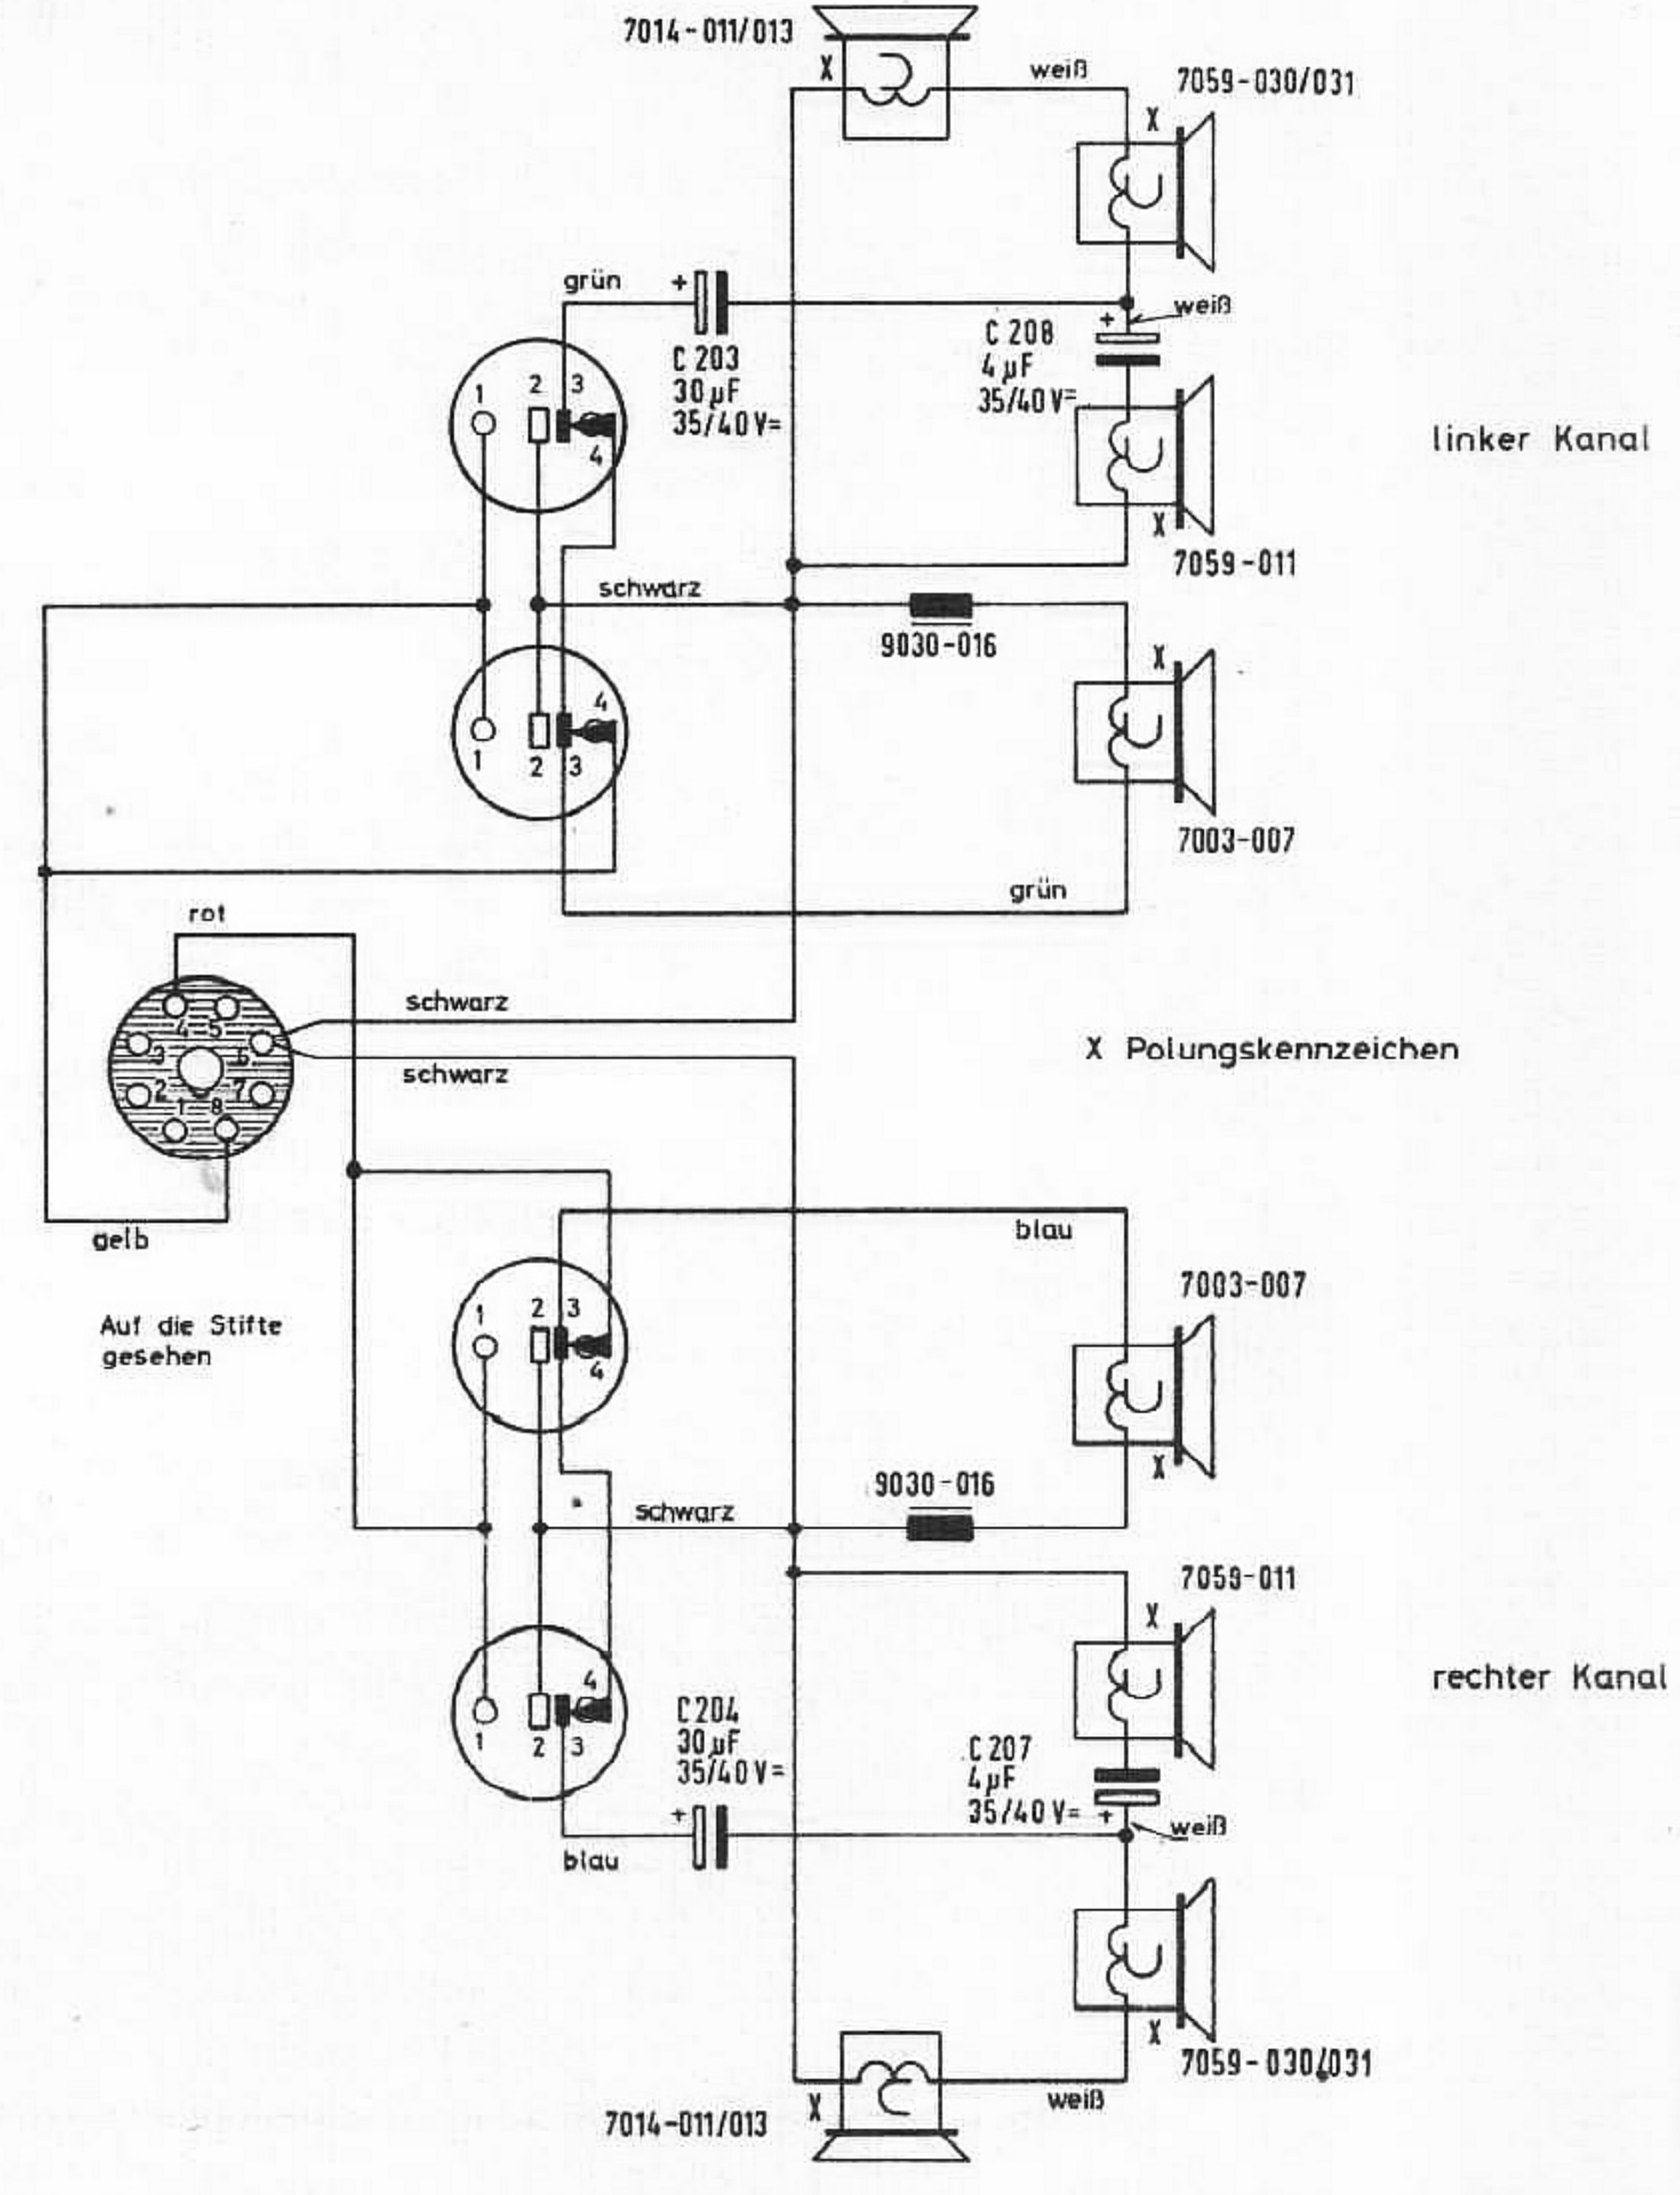 7014-011/013
X
weiß
7059-030/031
X
grün
+
C 203
30 µF
35/40 V=
weiß
+
C 208
4 µF
35/40 V=
1
2
3
4
linker Kanal
X
7059-011
schwarz
9030-016
X
4
1
2
3
7003-007
grün
rot
schwarz
4
5
3
6
2
7
1
8
schwarz
X Polungskennzeichen
gelb
blau
7003-007
Auf die Stifte
gesehen
1
2
3
4
X
9030-016
schwarz
7059-011
X
rechter Kanal
4
1
2
3
C 204
30 µF
35/40 V=
+
C 207
4 µF
35/40 V=
+
weiß
blau
X
7059-030/031
weiß
X
7014-011/013